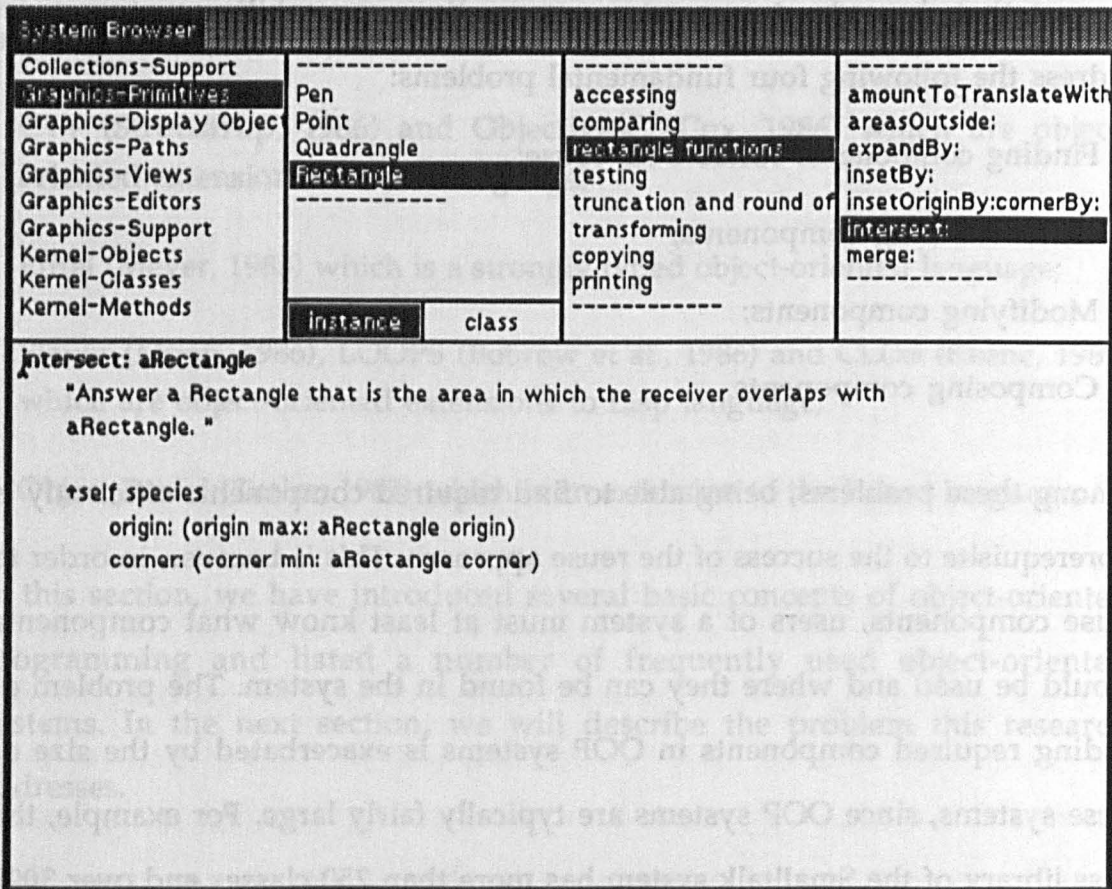 System Browser
Collections-Support
Graphics-Primitives
Graphics-Display Object
Graphics-Paths
Graphics-Views
Graphics-Editors
Graphics-Support
Kernel-Objects
Kernel-Classes
Kernel-Methods
----------------
Pen
Point
Quadrangle
Rectangle
----------------
instance class
----------------
accessing
comparing
rectangle functions
testing
truncation and round of
transforming
copying
printing
----------------
----------------
amountToTranslateWith
areasOutside:
expandBy:
insetBy:
insetOriginBy:cornerBy:
intersect:
merge:
----------------
intersect: aRectangle
"Answer a Rectangle that is the area in which the receiver overlaps with
aRectangle. "
↑self species
origin: (origin max: aRectangle origin)
corner: (corner min: aRectangle corner)